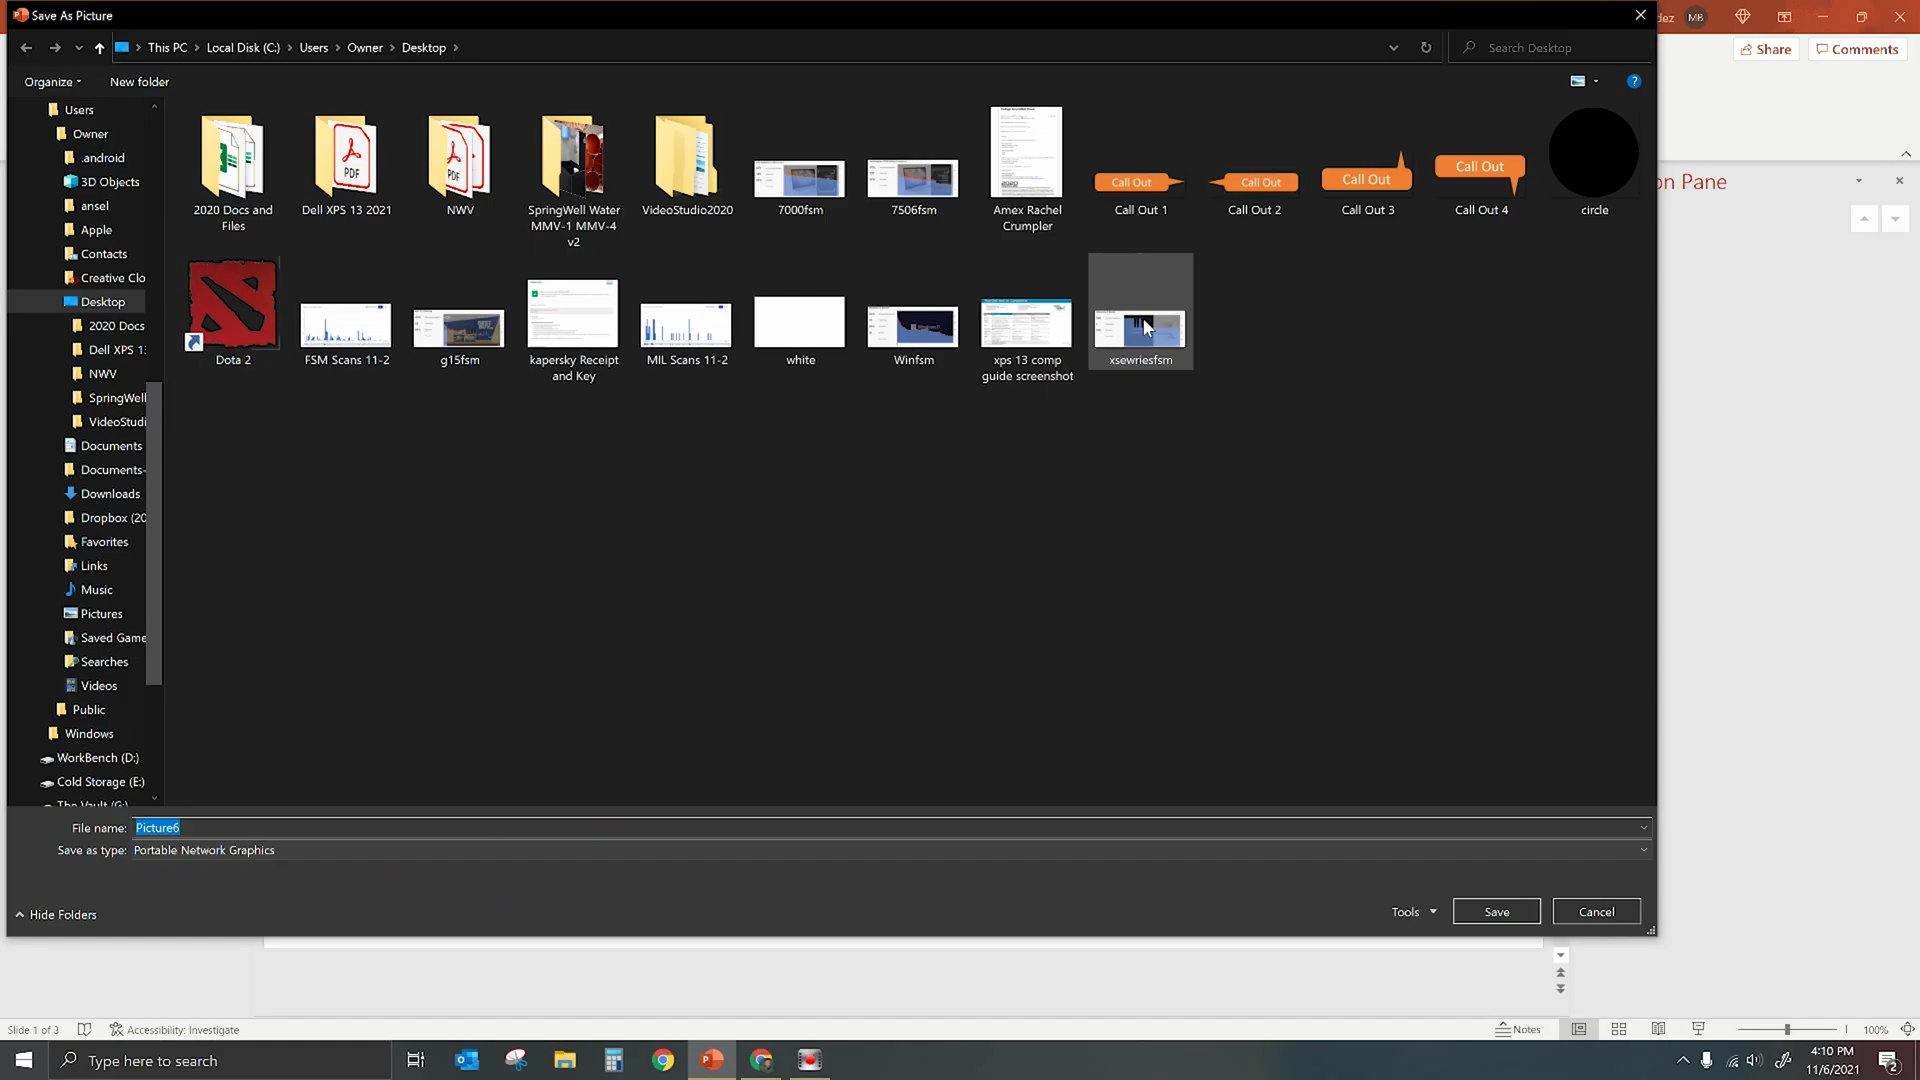 Save As Picture
dez MB
Share Comments
This PC > Local Disk (C:) > Users > Owner > Desktop >
Search Desktop
Organize New folder
Users
Owner
.android
3D Objects
ansel
Apple
Contacts
Creative Clo
Desktop
2020 Docs
Dell XPS 13
NWV
SpringWell
VideoStudi
Documents
Documents-
Downloads
Dropbox (20
Favorites
Links
Music
Pictures
Saved Game
Searches
Videos
Public
Windows
WorkBench (D:)
Cold Storage (E:)
The Vault (G:)
PDF
PDF
Call Out
Call Out
Call Out
Call Out
2020 Docs and Files
Dell XPS 13 2021
NWV
SpringWell Water MMV-1 MMV-4 v2
VideoStudio2020
7000fsm
7506fsm
Amex Rachel Crumpler
Call Out 1
Call Out 2
Call Out 3
Call Out 4
circle
Dota 2
FSM Scans 11-2
g15fsm
kapersky Receipt and Key
MIL Scans 11-2
white
Winfsm
xps 13 comp guide screenshot
xsewriesfsm
on Pane
File name: Picture6
Save as type: Portable Network Graphics
Hide Folders
Tools Save Cancel
Slide 1 of 3 Accessibility: Investigate
Notes 100%
Type here to search
4:10 PM
11/6/2021
2